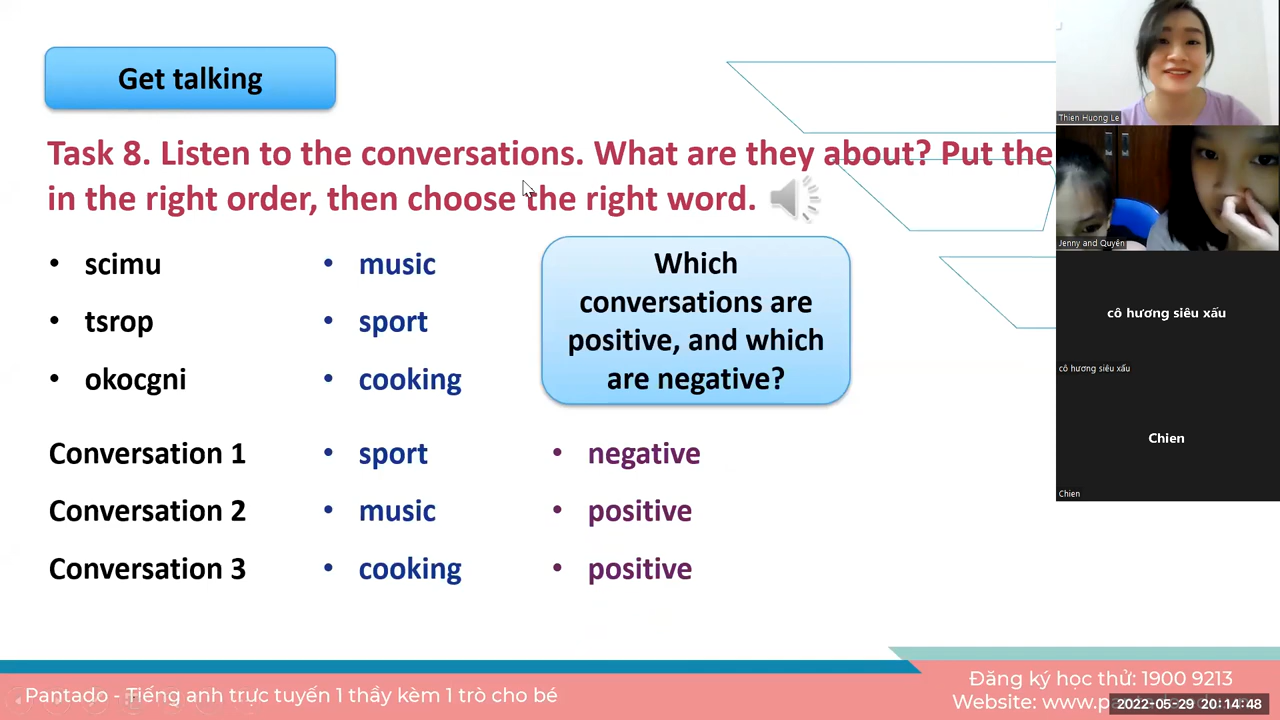 Get talking
Task 8. Listen to the conversations. What are they about? Put the
in the right order, then choose the right word.
• scimu
• music
• tsrop
• sport
• okocgni
• cooking
Which
conversations are
positive, and which
are negative?
Conversation 1
• sport
• negative
Conversation 2
• music
• positive
Conversation 3
• cooking
• positive
Thien Huong Le
Jenny and Quyên
cô hương siêu xấu
cô hương siêu xấu
Chien
Chien
Pantado - Tiếng anh trực tuyến 1 thầy kèm 1 trò cho bé
Đăng ký học thử: 1900 9213
Website: www.p
2022-05-29 20:14:48